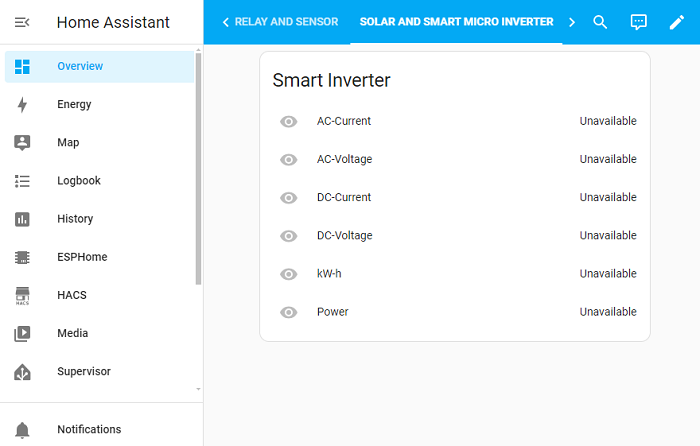 Home Assistant
RELAY AND SENSOR
SOLAR AND SMART MICRO INVERTER
Overview
Energy
Map
Logbook
History
ESPHome
HACS
HACS
Media
Supervisor
Notifications
Smart Inverter
AC-Current Unavailable
AC-Voltage Unavailable
DC-Current Unavailable
DC-Voltage Unavailable
kW-h Unavailable
Power Unavailable